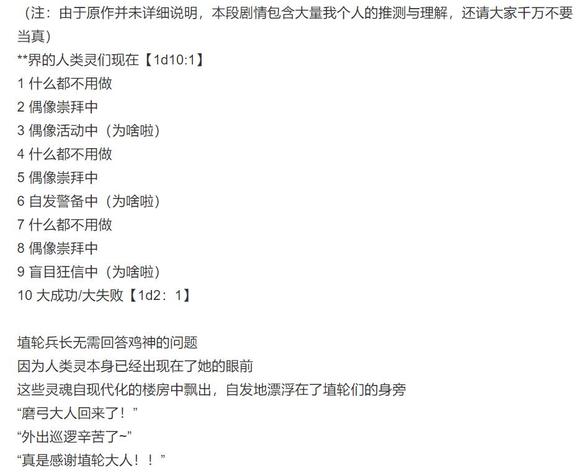 （注：由于原作并未详细说明，本段剧情包含大量我个人的推测与理解，还请大家千万不要
当真）
**界的人类灵们现在【1d10:1】
1 什么都不用做
2 偶像崇拜中
3 偶像活动中（为啥啦）
4 什么都不用做
5 偶像崇拜中
6 自发警备中（为啥啦）
7 什么都不用做
8 偶像崇拜中
9 盲目狂信中（为啥啦）
10 大成功/大失败【1d2：1】
埴轮兵长无需回答鸡神的问题
因为人类灵本身已经出现在了她的眼前
这些灵魂自现代化的楼房中飘出，自发地漂浮在了埴轮们的身旁
“磨弓大人回来了！”
“外出巡逻辛苦了~”
“真是感谢埴轮大人！！”